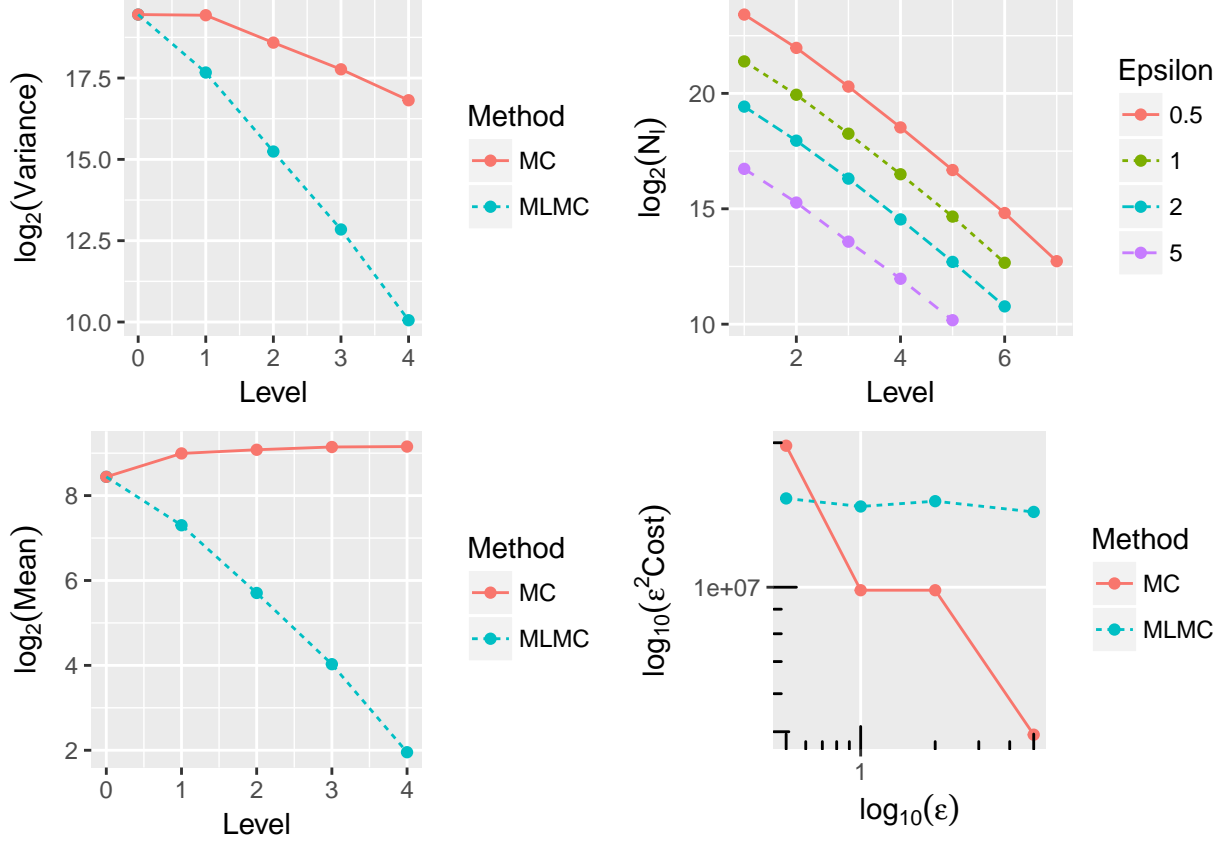 log₂(Variance)
17.5
15.0
12.5
10.0
0 1 2 3 4
Level
Method
MC
MLMC
log₂(Nₗ)
20
15
10
2 4 6
Level
Epsilon
0.5
1
2
5
log₂(Mean)
8
6
4
2
0 1 2 3 4
Level
Method
MC
MLMC
log₁₀(ε²Cost)
1e+07
1
log₁₀(ε)
Method
MC
MLMC